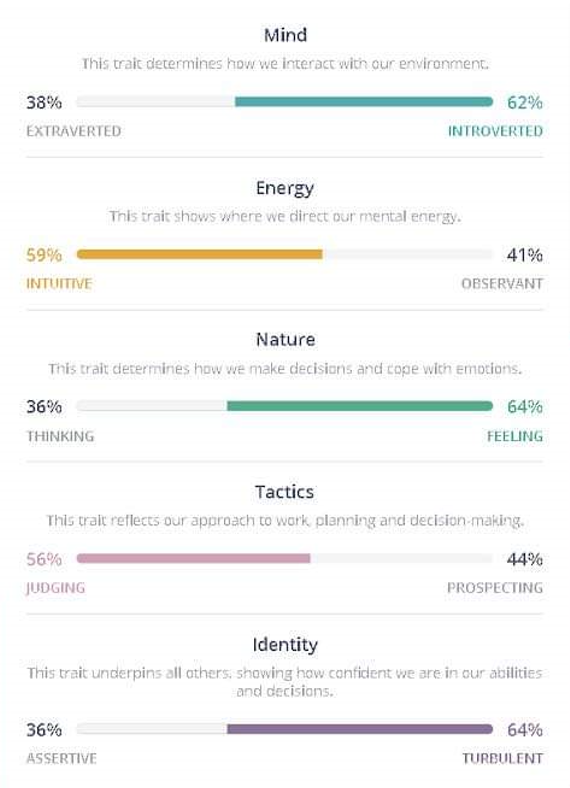 Mind
This trait determines how we interact with our environment.
38% 62%
EXTRAVERTED INTROVERTED
Energy
This trait shows where we direct our mental energy.
59% 41%
INTUITIVE OBSERVANT
Nature
This trait determines how we make decisions and cope with emotions.
36% 64%
THINKING FEELING
Tactics
This trait reflects our approach to work, planning and decision-making.
56% 44%
JUDGING PROSPECTING
Identity
This trait underpins all others, showing how confident we are in our abilities
and decisions.
36% 64%
ASSERTIVE TURBULENT